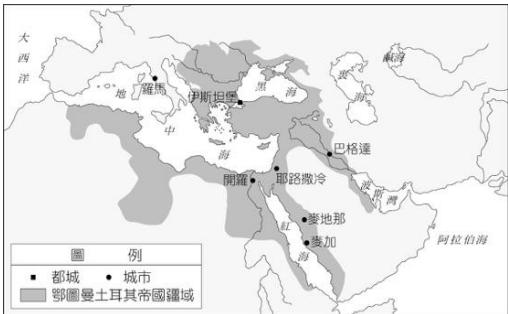 大西洋
地中海
羅馬
伊斯坦堡
黑海
裏海
鹹海
巴格達
開羅
耶路撒冷
波斯灣
紅海
麥地那
麥加
阿拉伯海
圖 例
■ 都城 ● 城市
鄂圖曼土耳其帝國疆域